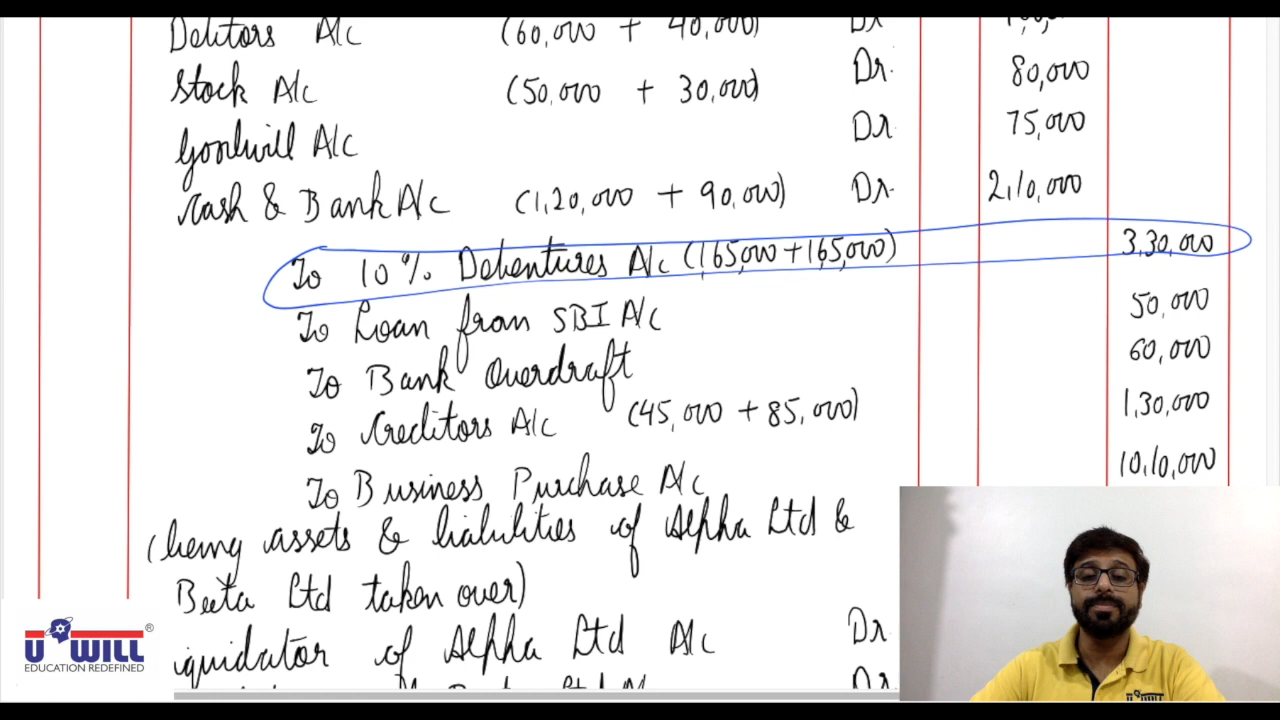 Debtors A/c (60,000 + 40,000) Dr
Stock A/c (50,000 + 30,000) Dr. 80,000
Goodwill A/c Dr. 75,000
Cash & Bank A/c (1,20,000 + 90,000) Dr. 2,10,000
To 10% Debentures A/c (1,65,000 + 1,65,000) 3,30,000
To Loan from SBI A/c 50,000
To Bank Overdraft 60,000
To Creditors A/c (45,000 + 85,000) 1,30,000
To Business Purchase A/c 10,10,000
(being assets & liabilities of Alpha Ltd &
Beeta Ltd taken over)
iquidator of Alpha Ltd A/c Dr.
Dr
U WILL ®
EDUCATION REDEFINED
U WILL